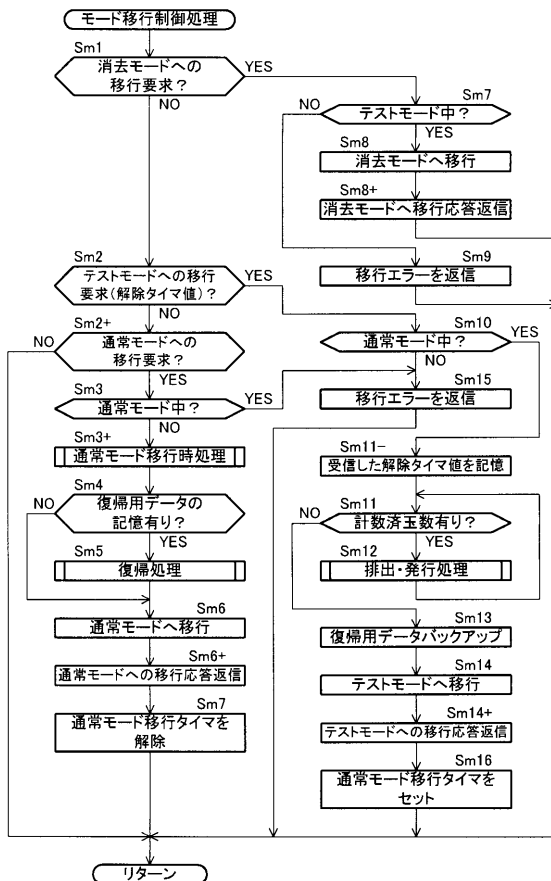 モード移行制御処理
Sm1
消去モードへの
移行要求？
YES
NO
Sm7
NO
テストモード中？
YES
Sm8
消去モードへ移行
Sm8+
消去モードへ移行応答返信
Sm9
移行エラーを返信
Sm2
テストモードへの移行
要求(解除タイマ値)？
YES
NO
Sm2+
NO
通常モードへの
移行要求？
YES
Sm10
通常モード中？
YES
NO
Sm3
通常モード中？
YES
NO
Sm15
移行エラーを返信
Sm3+
通常モード移行時処理
Sm11-
受信した解除タイマ値を記憶
Sm4
NO
復帰用データの
記憶有り？
YES
Sm11
NO
計数済玉数有り？
YES
Sm5
復帰処理
Sm12
排出・発行処理
Sm6
通常モードへ移行
Sm13
復帰用データバックアップ
Sm6+
通常モードへの移行応答返信
Sm14
テストモードへ移行
Sm7
通常モード移行タイマを
解除
Sm14+
テストモードへの移行応答返信
Sm16
通常モード移行タイマを
セット
リターン